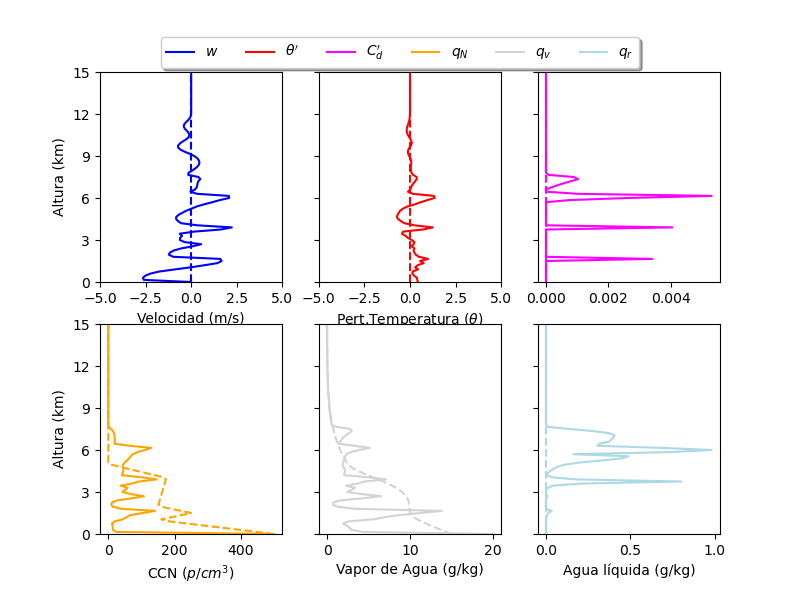 w θ′ C′d qN qv qr
15
12
9
6
3
0
Altura (km)
−5.0 −2.5 0.0 2.5 5.0
Velocidad (m/s)
−5.0 −2.5 0.0 2.5 5.0
Pert.Temperatura (θ)
0.000 0.002 0.004
15
12
9
6
3
0
Altura (km)
0 200 400
CCN (p/cm³)
0 10 20
Vapor de Agua (g/kg)
0.0 0.5 1.0
Agua líquida (g/kg)